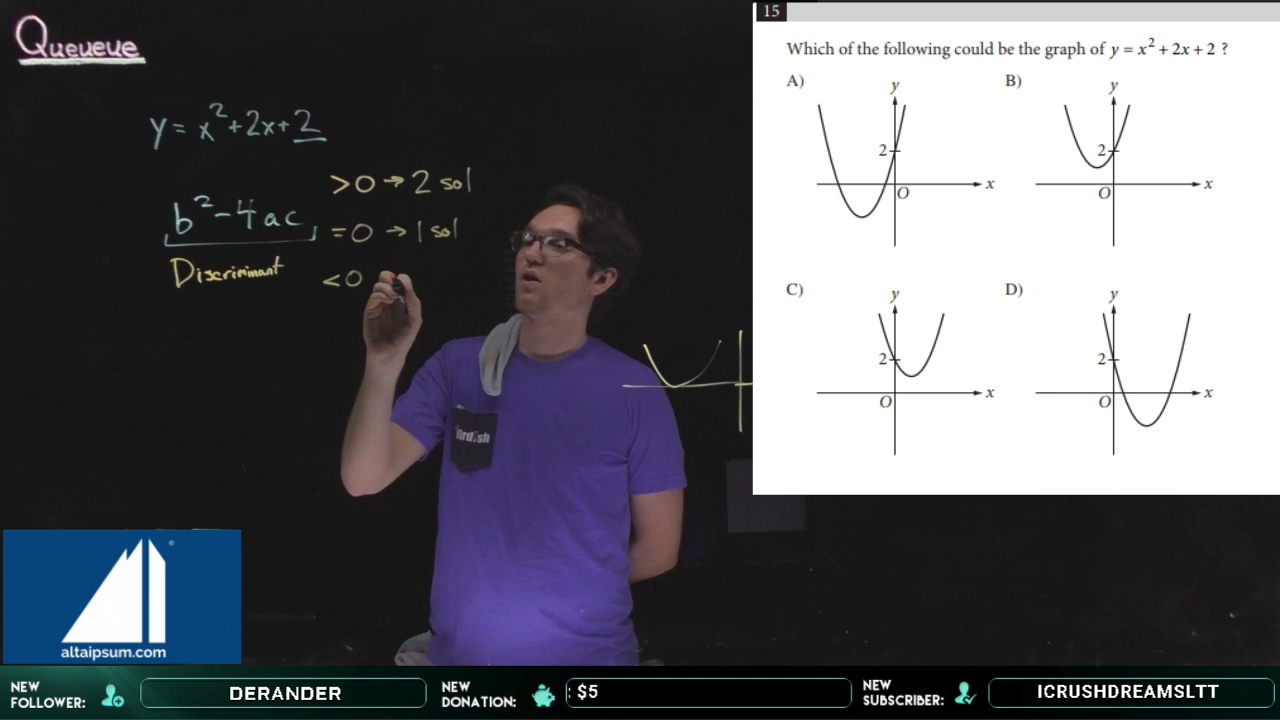 Queueue
y = x²+2x+2
b²-4ac
Discriminant
>0 → 2 sol
=0 → 1 sol
<0
15
Which of the following could be the graph of y = x² + 2x + 2 ?
A)
y
2
O
x
B)
y
2
O
x
C)
y
2
O
x
D)
y
2
O
x
altaipsum.com
NEW FOLLOWER:
DERANDER
NEW DONATION:
: $5
NEW SUBSCRIBER:
ICRUSHDREAMSLTT